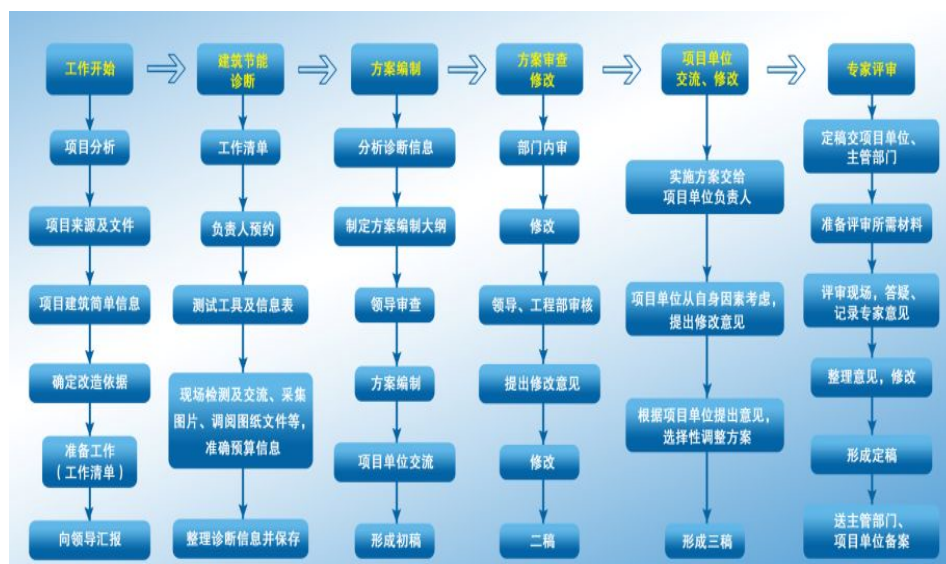 工作开始
项目分析
项目来源及文件
项目建筑简单信息
确定改造依据
准备工作
（工作清单）
向领导汇报
建筑节能
诊断
工作清单
负责人预约
测试工具及信息表
现场检测及交流、采集
图片、调阅图纸文件等，
准确预算信息
整理诊断信息并保存
方案编制
分析诊断信息
制定方案编制大纲
领导审查
方案编制
项目单位交流
形成初稿
方案审查
修改
部门内审
修改
领导、工程部审核
提出修改意见
修改
二稿
项目单位
交流、修改
实施方案交给
项目单位负责人
项目单位从自身因素考虑，
提出修改意见
根据项目单位提出意见，
选择性调整方案
形成三稿
专家评审
定稿交项目单位、
主管部门
准备评审所需材料
评审现场，答疑、
记录专家意见
整理意见，修改
形成定稿
送主管部门、
项目单位备案